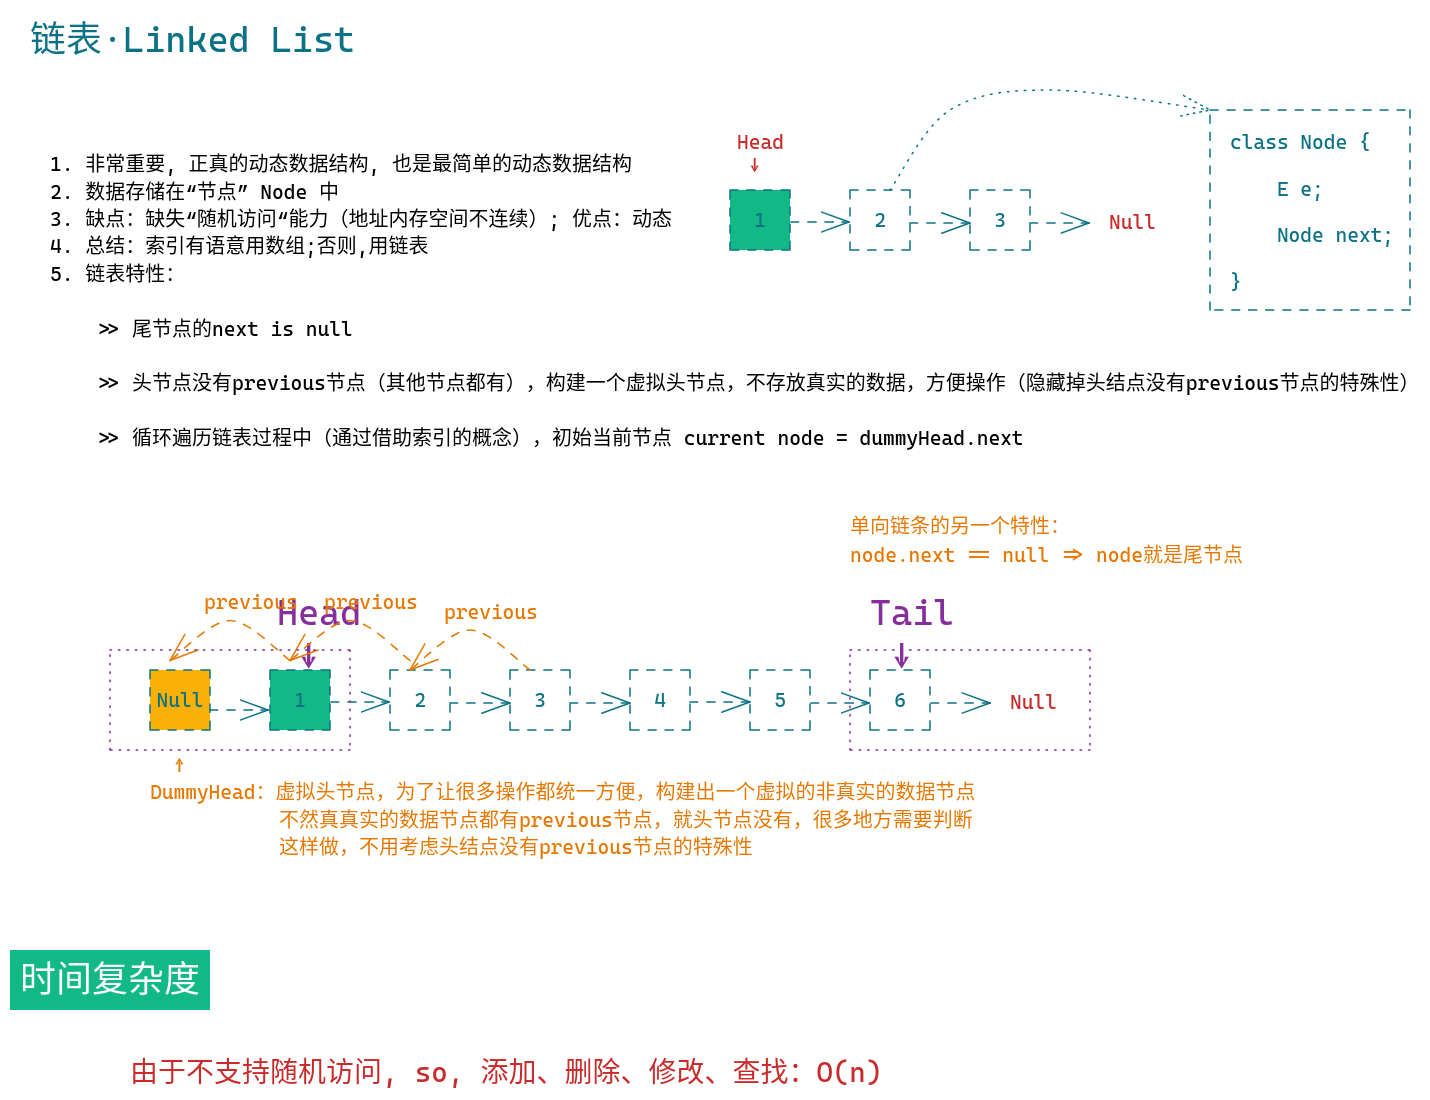 链表·Linked List
1. 非常重要, 正真的动态数据结构, 也是最简单的动态数据结构
2. 数据存储在“节点” Node 中
3. 缺点：缺失“随机访问“能力（地址内存空间不连续）; 优点：动态
4. 总结：索引有语意用数组;否则,用链表
5. 链表特性：
>> 尾节点的next is null
>> 头节点没有previous节点（其他节点都有），构建一个虚拟头节点，不存放真实的数据，方便操作（隐藏掉头结点没有previous节点的特殊性）
>> 循环遍历链表过程中（通过借助索引的概念），初始当前节点 current node = dummyHead.next
Head
↓
1
2
3
Null
class Node {
E e;
Node next;
}
单向链条的另一个特性：
node.next == null => node就是尾节点
previous
previous
previous
Head
Tail
↓
↓
Null
1
2
3
4
5
6
Null
↑
DummyHead：虚拟头节点，为了让很多操作都统一方便，构建出一个虚拟的非真实的数据节点
不然真真实的数据节点都有previous节点，就头节点没有，很多地方需要判断
这样做，不用考虑头结点没有previous节点的特殊性
时间复杂度
由于不支持随机访问, so, 添加、删除、修改、查找：O(n)